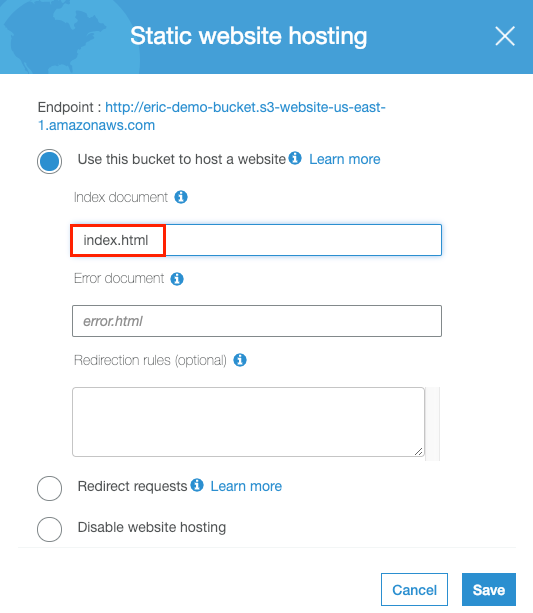 Static website hosting
Endpoint : http://eric-demo-bucket.s3-website-us-east-
1.amazonaws.com
Use this bucket to host a website Learn more
Index document
index.html
Error document
error.html
Redirection rules (optional)
Redirect requests Learn more
Disable website hosting
Cancel Save